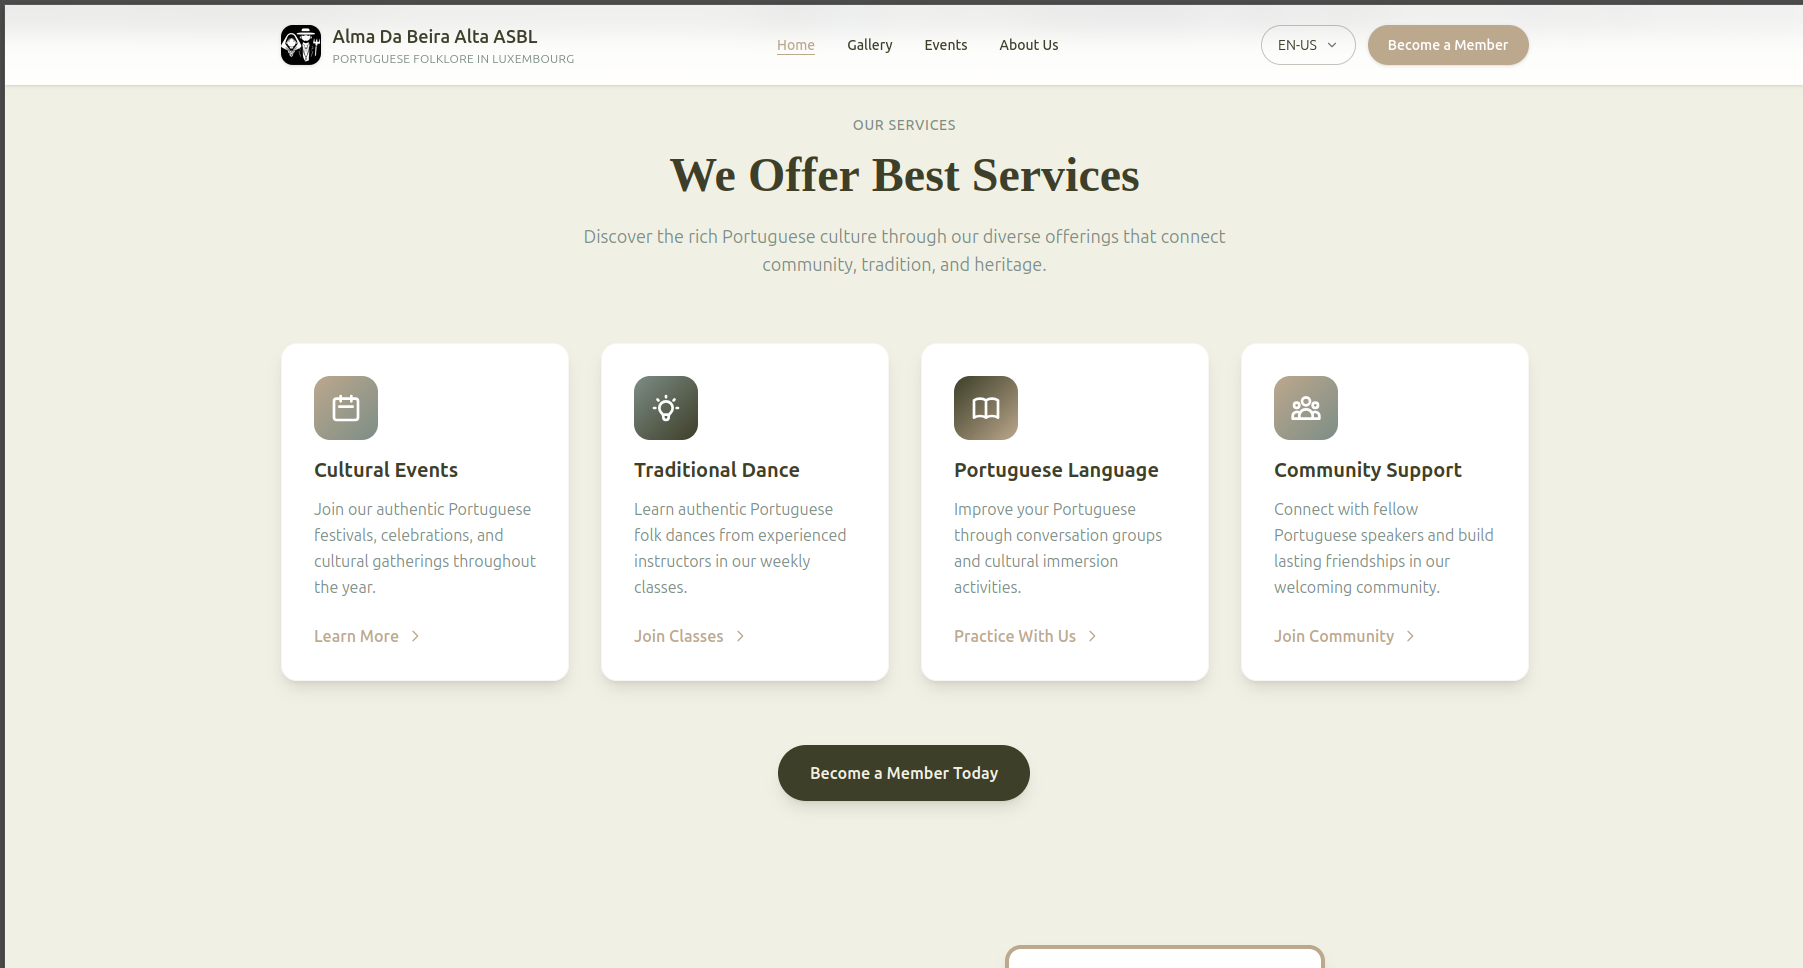 Alma Da Beira Alta ASBL
PORTUGUESE FOLKLORE IN LUXEMBOURG
Home
Gallery
Events
About Us
EN-US
Become a Member
OUR SERVICES
We Offer Best Services
Discover the rich Portuguese culture through our diverse offerings that connect
community, tradition, and heritage.
Cultural Events
Join our authentic Portuguese
festivals, celebrations, and
cultural gatherings throughout
the year.
Learn More
Traditional Dance
Learn authentic Portuguese
folk dances from experienced
instructors in our weekly
classes.
Join Classes
Portuguese Language
Improve your Portuguese
through conversation groups
and cultural immersion
activities.
Practice With Us
Community Support
Connect with fellow
Portuguese speakers and build
lasting friendships in our
welcoming community.
Join Community
Become a Member Today